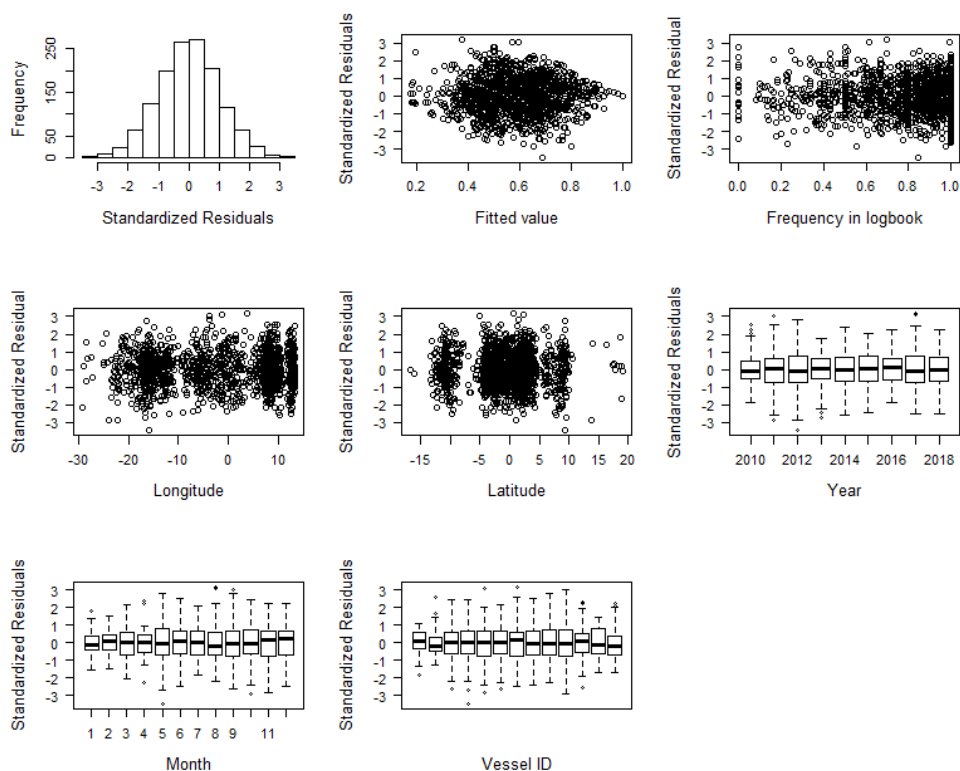 250
150
50
0
Frequency
-3 -2 -1 0 1 2 3
Standardized Residuals
3
2
1
0
-1
-2
-3
Standardized Residuals
0.2 0.4 0.6 0.8 1.0
Fitted value
3
2
1
0
-1
-2
-3
Standardized Residuals
0.0 0.2 0.4 0.6 0.8 1.0
Frequency in logbook
3
2
1
0
-1
-2
-3
Standardized Residual
-30 -20 -10 0 10
Longitude
3
2
1
0
-1
-2
-3
Standardized Residual
-15 -5 0 5 10 15 20
Latitude
3
2
1
0
-1
-2
-3
Standardized Residuals
2010 2012 2014 2016 2018
Year
3
2
1
0
-1
-2
-3
Standardized Residuals
1 2 3 4 5 6 7 8 9 11
Month
3
2
1
0
-1
-2
-3
Standardized Residuals
Vessel ID